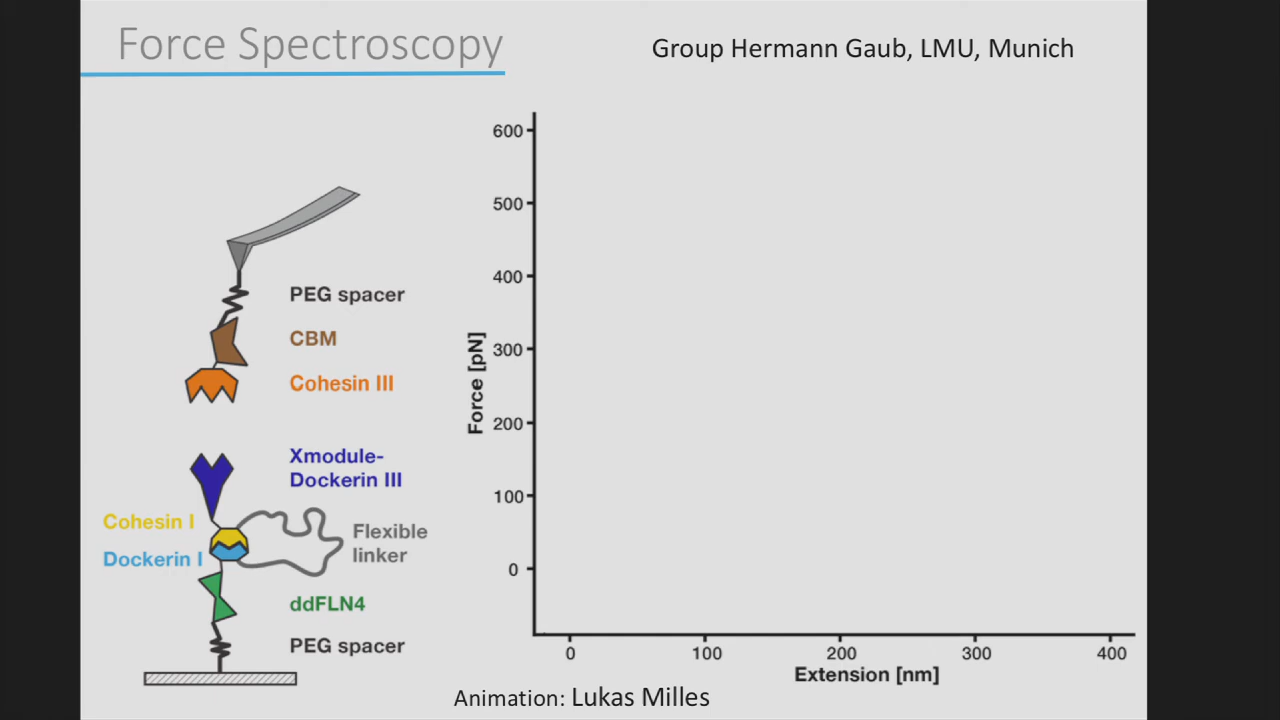 Force Spectroscopy
Group Hermann Gaub, LMU, Munich
PEG spacer
CBM
Cohesin III
Xmodule-
Dockerin III
Cohesin I
Dockerin I
Flexible
linker
ddFLN4
PEG spacer
600
500
400
300
200
100
0
Force [pN]
0
100
200
300
400
Extension [nm]
Animation: Lukas Milles